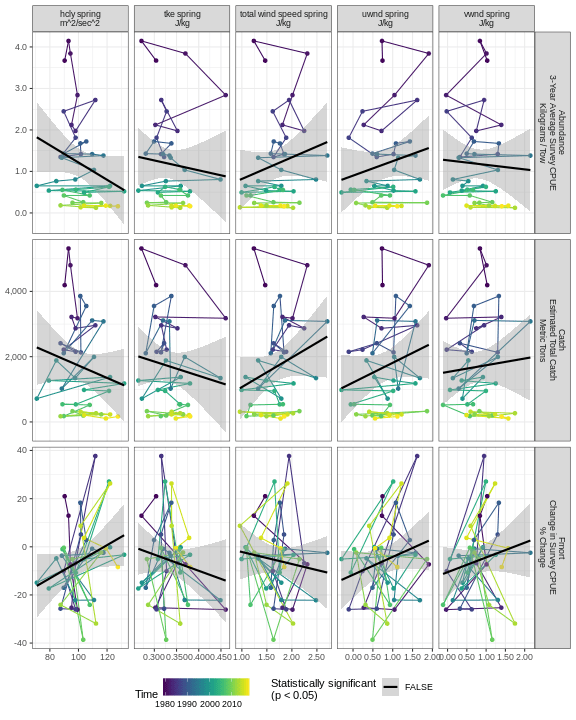 hdly spring
m^2/sec^2
tke spring
J/kg
total wind speed spring
J/kg
uwnd spring
J/kg
vwnd spring
J/kg
4.0
3.0
2.0
1.0
0.0
Abundance
3-Year Average Survey CPUE
Kilograms / Tow
4,000
2,000
0
Catch
Estimated Total Catch
Metric Tons
40
20
0
-20
-40
Fmort
Change in Survey CPUE
% Change
80 100 120
0.300 0.350 0.400 0.450
1.00 1.50 2.00 2.50
0.00 0.50 1.00 1.50 2.00
0.00 0.50 1.00 1.50 2.00
Time
1980 1990 2000 2010
Statistically significant
(p < 0.05)
FALSE